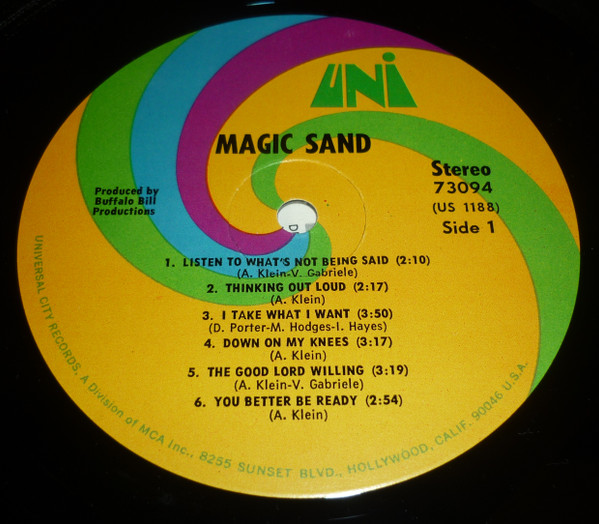 UNI
MAGIC SAND
Stereo
73094
(US 1188)
Side 1
Produced by
Buffalo Bill
Productions
1. LISTEN TO WHAT'S NOT BEING SAID (2:10)
(A. Klein-V. Gabriele)
2. THINKING OUT LOUD (2:17)
(A. Klein)
3. I TAKE WHAT I WANT (3:50)
(D. Porter-M. Hodges-I. Hayes)
4. DOWN ON MY KNEES (3:17)
(A. Klein)
5. THE GOOD LORD WILLING (3:19)
(A. Klein-V. Gabriele)
6. YOU BETTER BE READY (2:54)
(A. Klein)
UNIVERSAL CITY RECORDS, A Division of MCA Inc., 8255 SUNSET BLVD., HOLLYWOOD, CALIF. 90046 U.S.A.